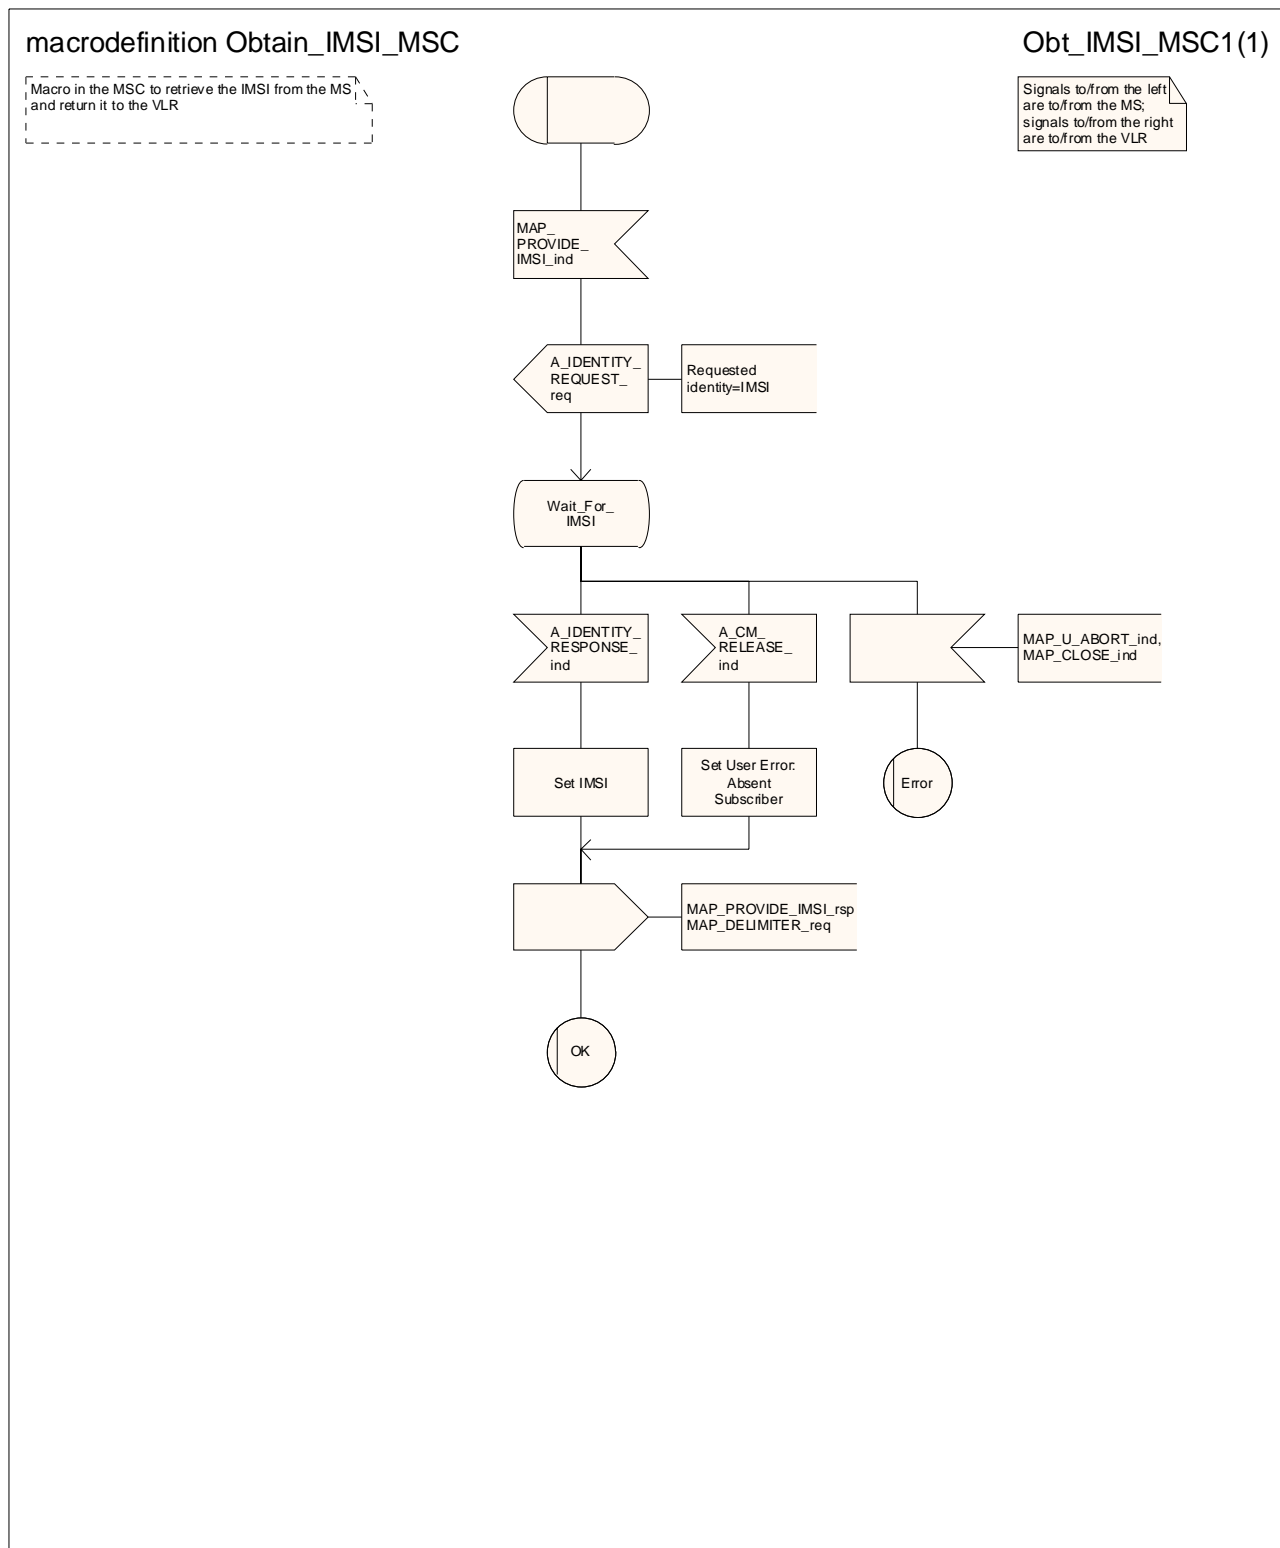 macrodefinition Obtain_IMSI_MSC
Obt_IMSI_MSC1(1)
Macro in the MSC to retrieve the IMSI from the MS
and return it to the VLR
Signals to/from the left
are to/from the MS;
signals to/from the right
are to/from the VLR
MAP_
PROVIDE_
IMSI_ind
A_IDENTITY_
REQUEST_
req
Requested
identity=IMSI
Wait_For_
IMSI
A_IDENTITY_
RESPONSE_
ind
A_CM_
RELEASE_
ind
MAP_U_ABORT_ind,
MAP_CLOSE_ind
Set IMSI
Set User Error:
Absent
Subscriber
Error
MAP_PROVIDE_IMSI_rsp
MAP_DELIMITER_req
OK